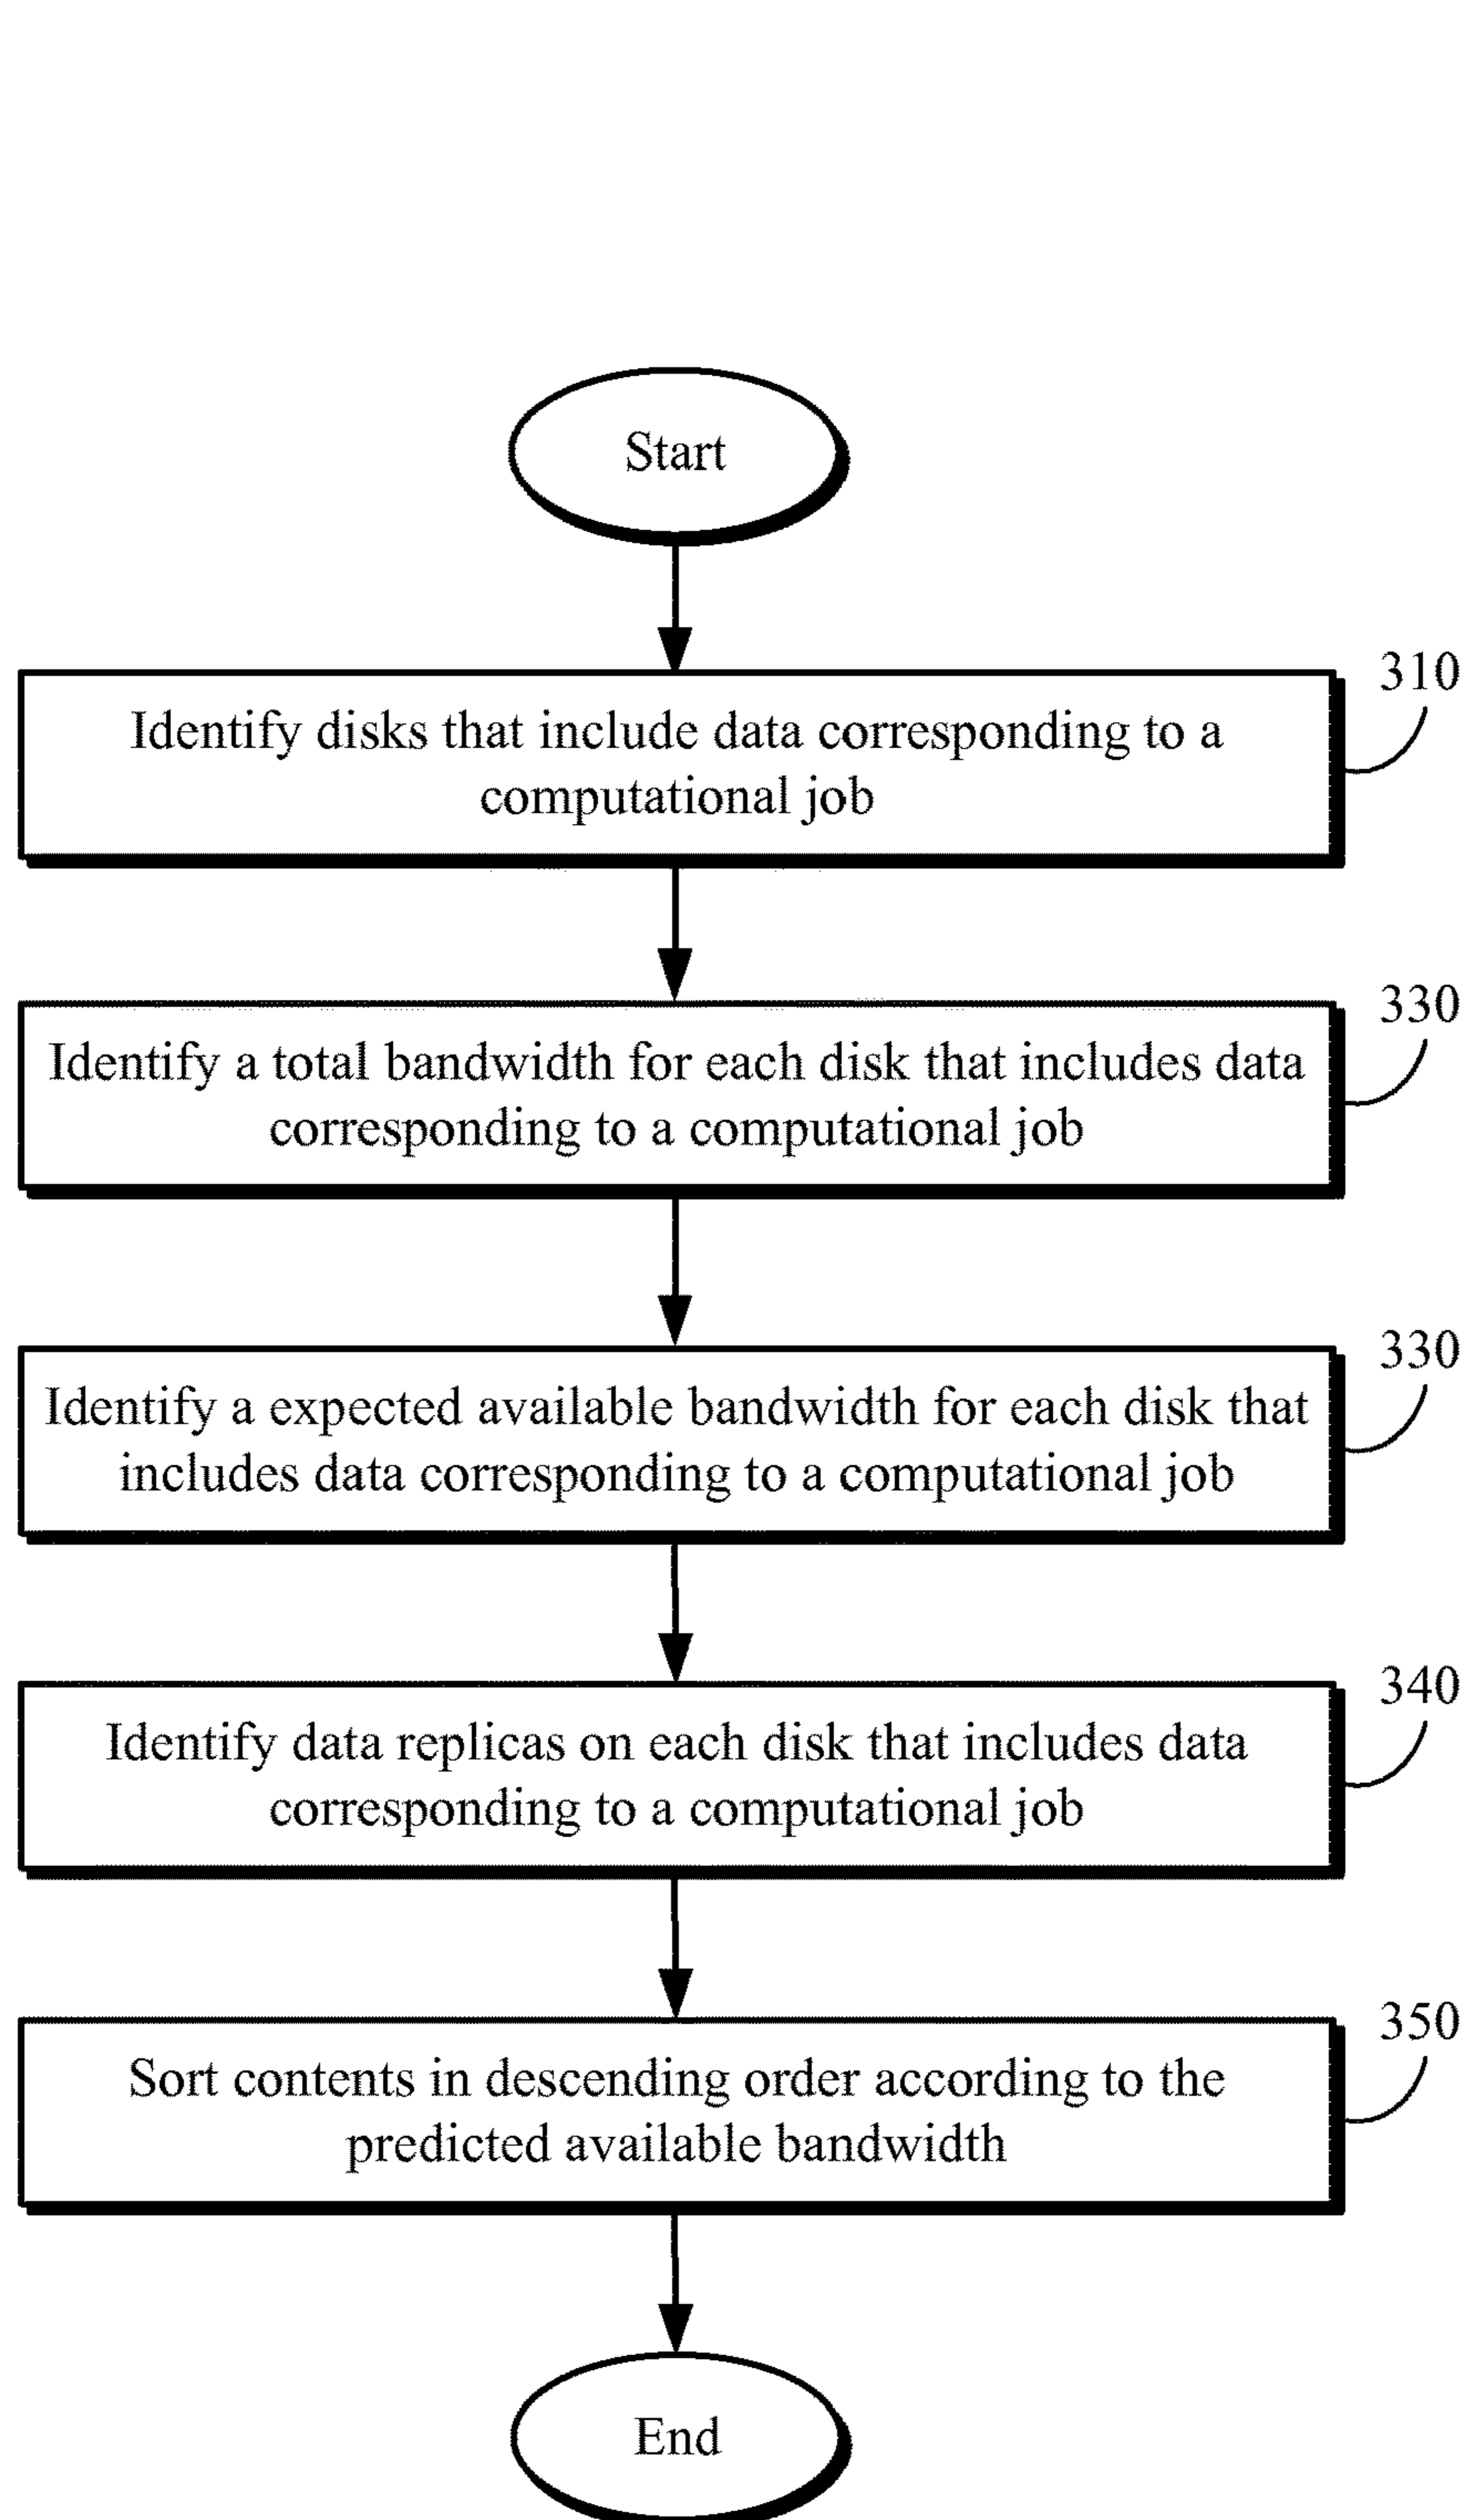 Start
310
Identify disks that include data corresponding to a
computational job
330
Identify a total bandwidth for each disk that includes data
corresponding to a computational job
330
Identify a expected available bandwidth for each disk that
includes data corresponding to a computational job
340
Identify data replicas on each disk that includes data
corresponding to a computational job
350
Sort contents in descending order according to the
predicted available bandwidth
End